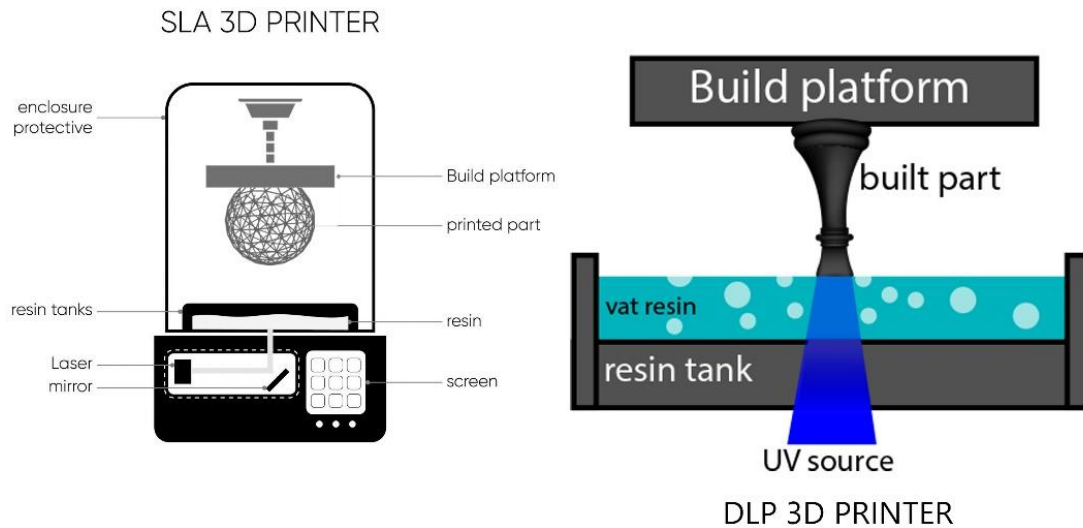 SLA 3D PRINTER
enclosure
protective
Build platform
printed part
resin tanks
resin
Laser
mirror
screen
Build platform
built part
vat resin
resin tank
UV source
DLP 3D PRINTER